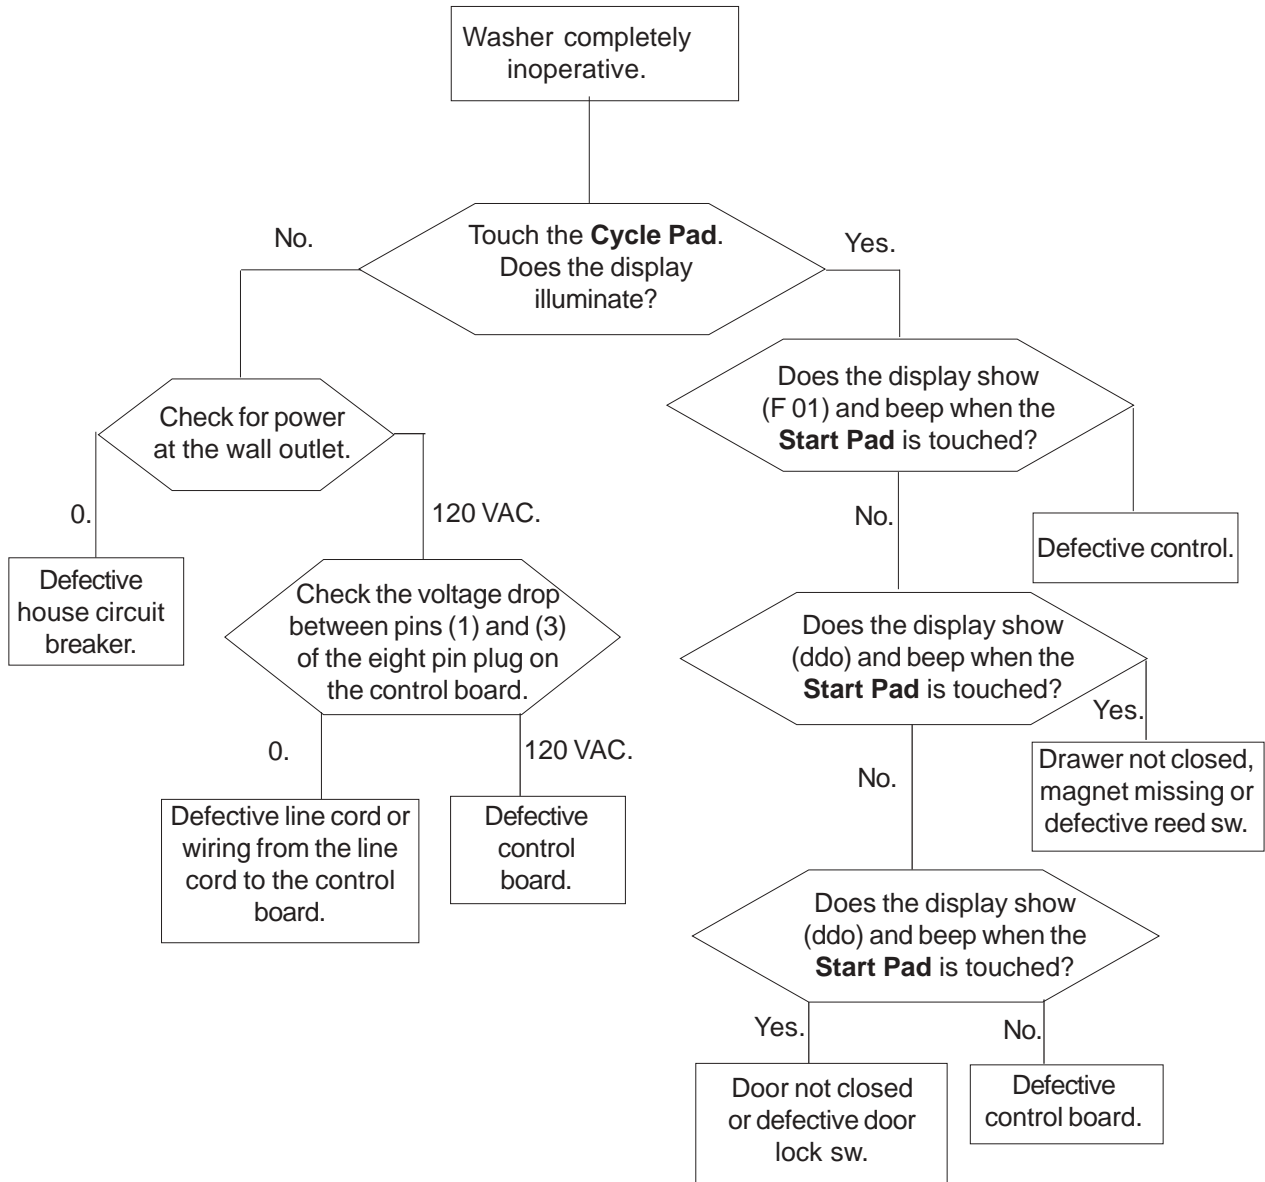 Washer completely
inoperative.
No.
Touch the Cycle Pad.
Does the display
illuminate?
Yes.
Check for power
at the wall outlet.
Does the display show
(F 01) and beep when the
Start Pad is touched?
0.
120 VAC.
No.
Defective
house circuit
breaker.
Check the voltage drop
between pins (1) and (3)
of the eight pin plug on
the control board.
Defective control.
Does the display show
(ddo) and beep when the
Start Pad is touched?
0.
120 VAC.
No.
Yes.
Defective line cord or
wiring from the line
cord to the control
board.
Defective
control
board.
Drawer not closed,
magnet missing or
defective reed sw.
Does the display show
(ddo) and beep when the
Start Pad is touched?
Yes.
No.
Door not closed
or defective door
lock sw.
Defective
control board.